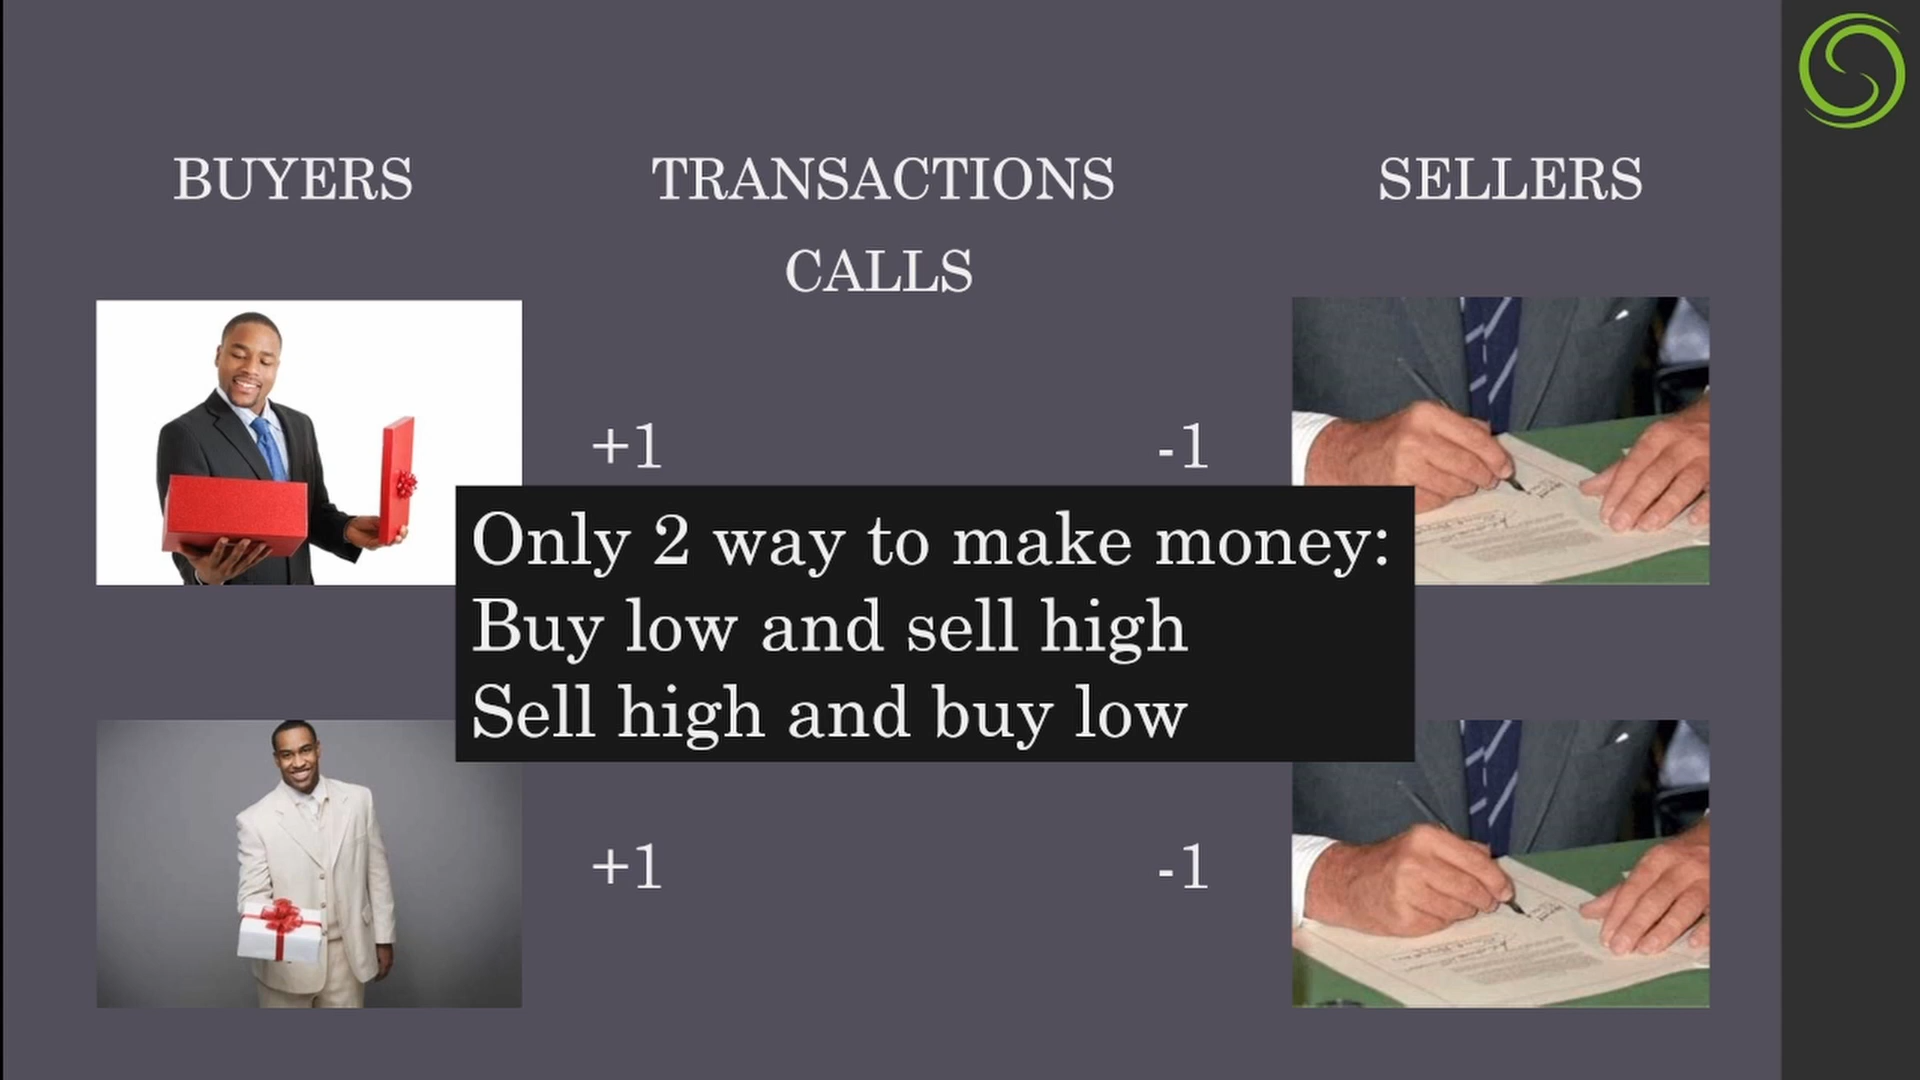 BUYERS
TRANSACTIONS
SELLERS
CALLS
+1
-1
Only 2 way to make money:
Buy low and sell high
Sell high and buy low
+1
-1